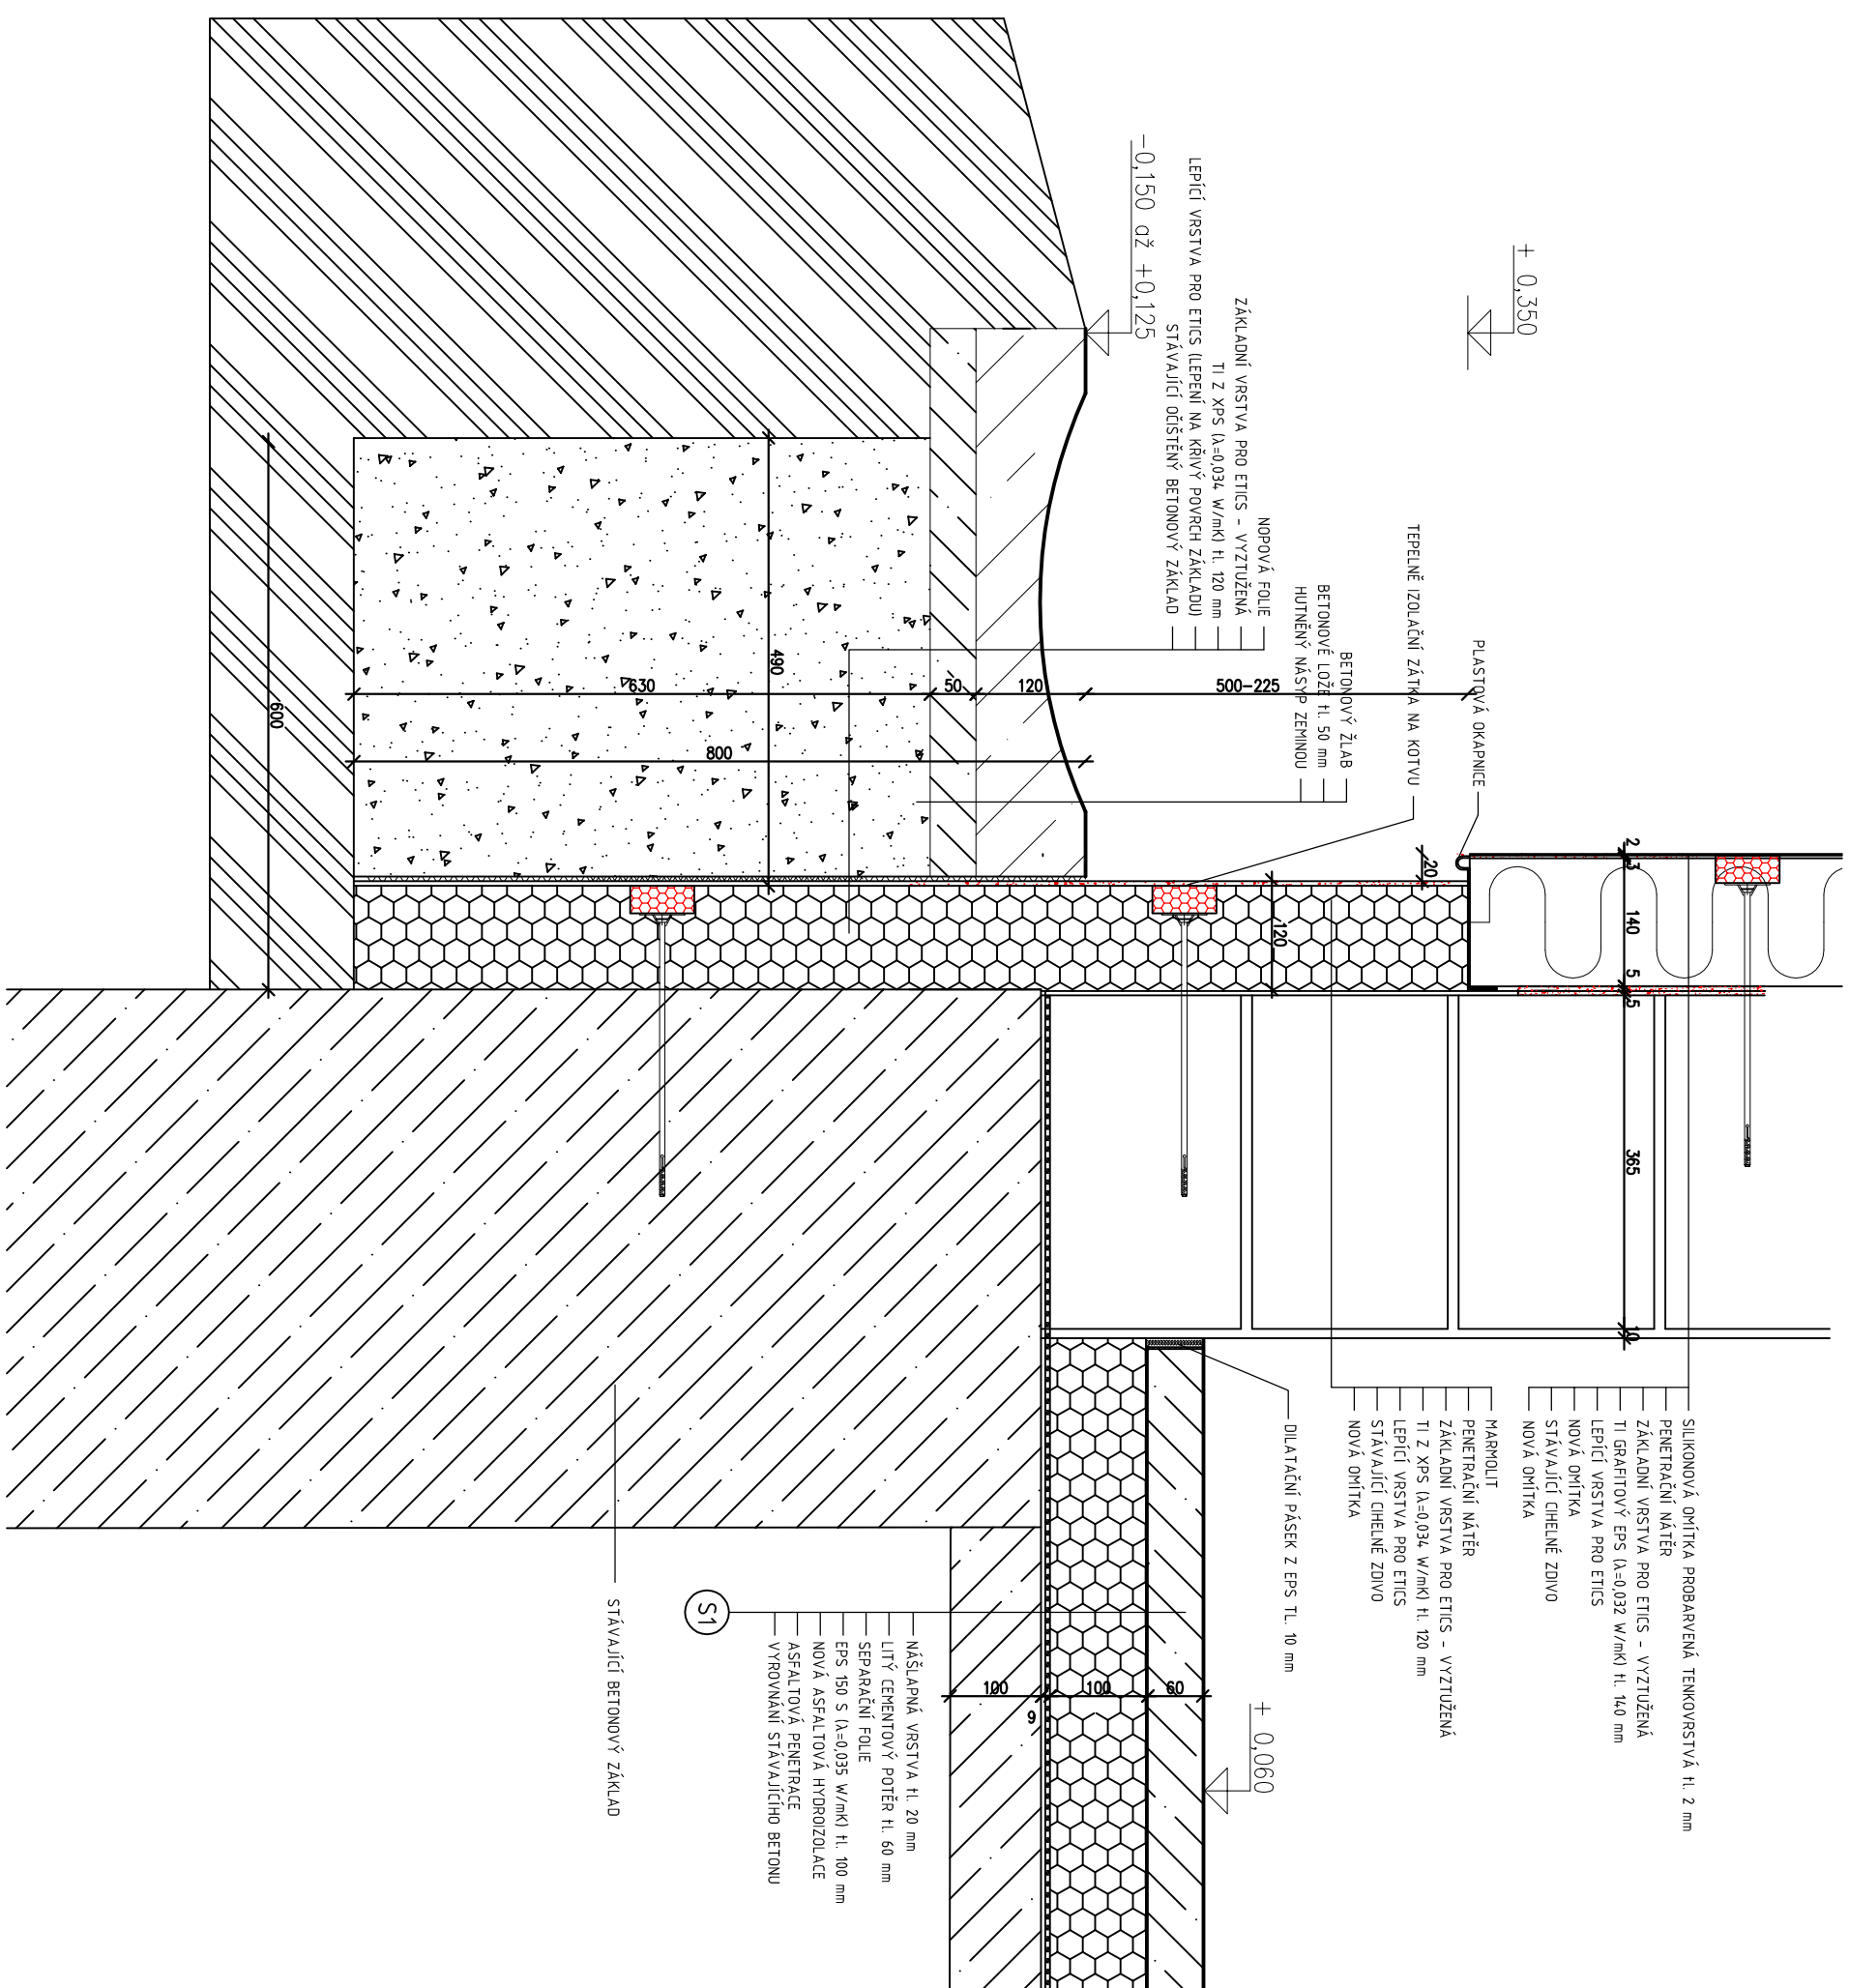 + 0,350
-0,150 až +0,125
PLASTOVÁ OKAPNICE
TEPELNĚ IZOLAČNÍ ZÁTKA NA KOTVU
BETONOVÝ ŽLAB
BETONOVÉ LOŽE tl. 50 mm
HUTNĚNÝ NÁSYP ZEMINOU
NOPOVÁ FOLIE
ZÁKLADNÍ VRSTVA PRO ETICS - VYZTUŽENÁ
TI Z XPS (λ=0,034 W/mK) tl. 120 mm
LEPÍCÍ VRSTVA PRO ETICS (LEPENÍ NA KŘIVÝ POVRCH ZÁKLADU)
STÁVAJÍCÍ OČIŠTĚNÝ BETONOVÝ ZÁKLAD
2
3
140
5
5
365
10
20
120
500-225
120
50
630
800
490
600
SILIKONOVÁ OMÍTKA PROBARVENÁ TENKOVRSTVÁ tl. 2 mm
PENETRAČNÍ NÁTĚR
ZÁKLADNÍ VRSTVA PRO ETICS - VYZTUŽENÁ
TI GRAFITOVÝ EPS (λ=0,032 W/mK) tl. 140 mm
LEPÍCÍ VRSTVA PRO ETICS
NOVÁ OMÍTKA
STÁVAJÍCÍ CIHELNÉ ZDIVO
NOVÁ OMÍTKA
MARMOLIT
PENETRAČNÍ NÁTĚR
ZÁKLADNÍ VRSTVA PRO ETICS - VYZTUŽENÁ
TI Z XPS (λ=0,034 W/mK) tl. 120 mm
LEPÍCÍ VRSTVA PRO ETICS
STÁVAJÍCÍ CIHELNÉ ZDIVO
NOVÁ OMÍTKA
DILATAČNÍ PÁSEK Z EPS TL. 10 mm
+ 0,060
60
100
9
100
NÁŠLAPNÁ VRSTVA tl. 20 mm
LITÝ CEMENTOVÝ POTĚR tl. 60 mm
SEPARAČNÍ FOLIE
EPS 150 S (λ=0,035 W/mK) tl. 100 mm
NOVÁ ASFALTOVÁ HYDROIZOLACE
ASFALTOVÁ PENETRACE
VYROVNÁNÍ STÁVAJÍCÍHO BETONU
S1
STÁVAJÍCÍ BETONOVÝ ZÁKLAD